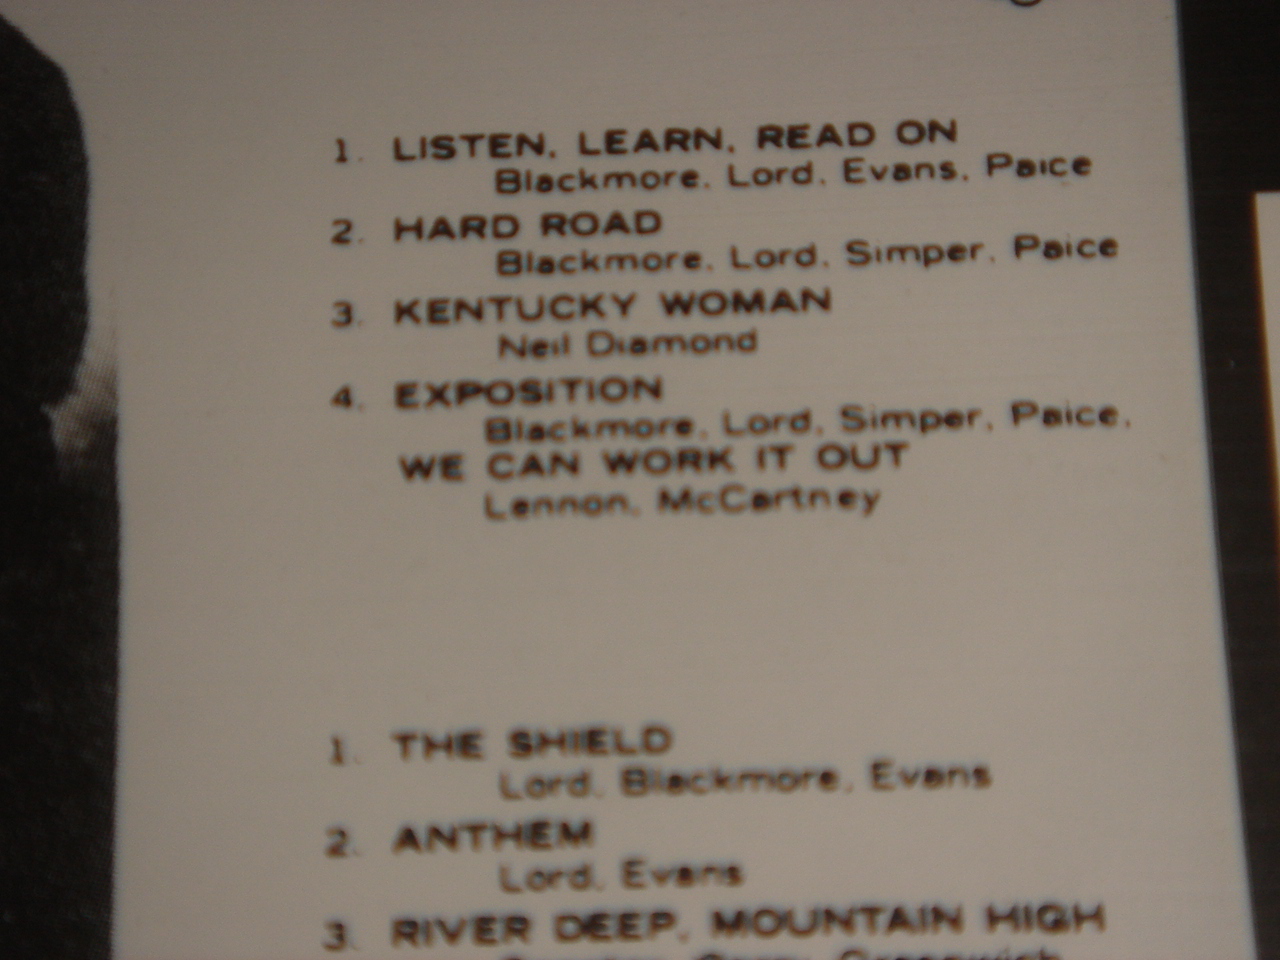 1. LISTEN, LEARN, READ ON
Blackmore, Lord, Evans, Paice
2. HARD ROAD
Blackmore, Lord, Simper, Paice
3. KENTUCKY WOMAN
Neil Diamond
4. EXPOSITION
Blackmore, Lord, Simper, Paice,
WE CAN WORK IT OUT
Lennon, McCartney
1. THE SHIELD
Lord, Blackmore, Evans
2. ANTHEM
Lord, Evans
3. RIVER DEEP, MOUNTAIN HIGH